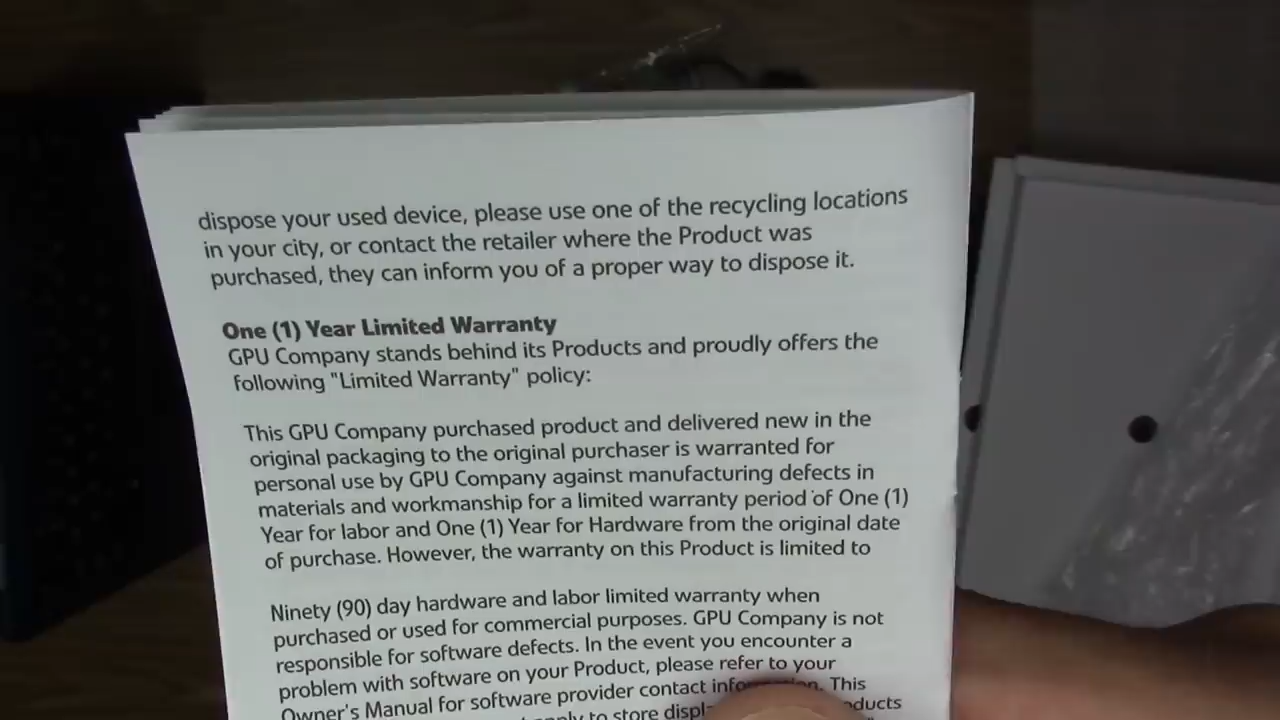 dispose your used device, please use one of the recycling locations
in your city, or contact the retailer where the Product was
purchased, they can inform you of a proper way to dispose it.
One (1) Year Limited Warranty
GPU Company stands behind its Products and proudly offers the
following "Limited Warranty" policy:
This GPU Company purchased product and delivered new in the
original packaging to the original purchaser is warranted for
personal use by GPU Company against manufacturing defects in
materials and workmanship for a limited warranty period of One (1)
Year for labor and One (1) Year for Hardware from the original date
of purchase. However, the warranty on this Product is limited to
Ninety (90) day hardware and labor limited warranty when
purchased or used for commercial purposes. GPU Company is not
responsible for software defects. In the event you encounter a
problem with software on your Product, please refer to your
Owner's Manual for software provider contact information. This
to store